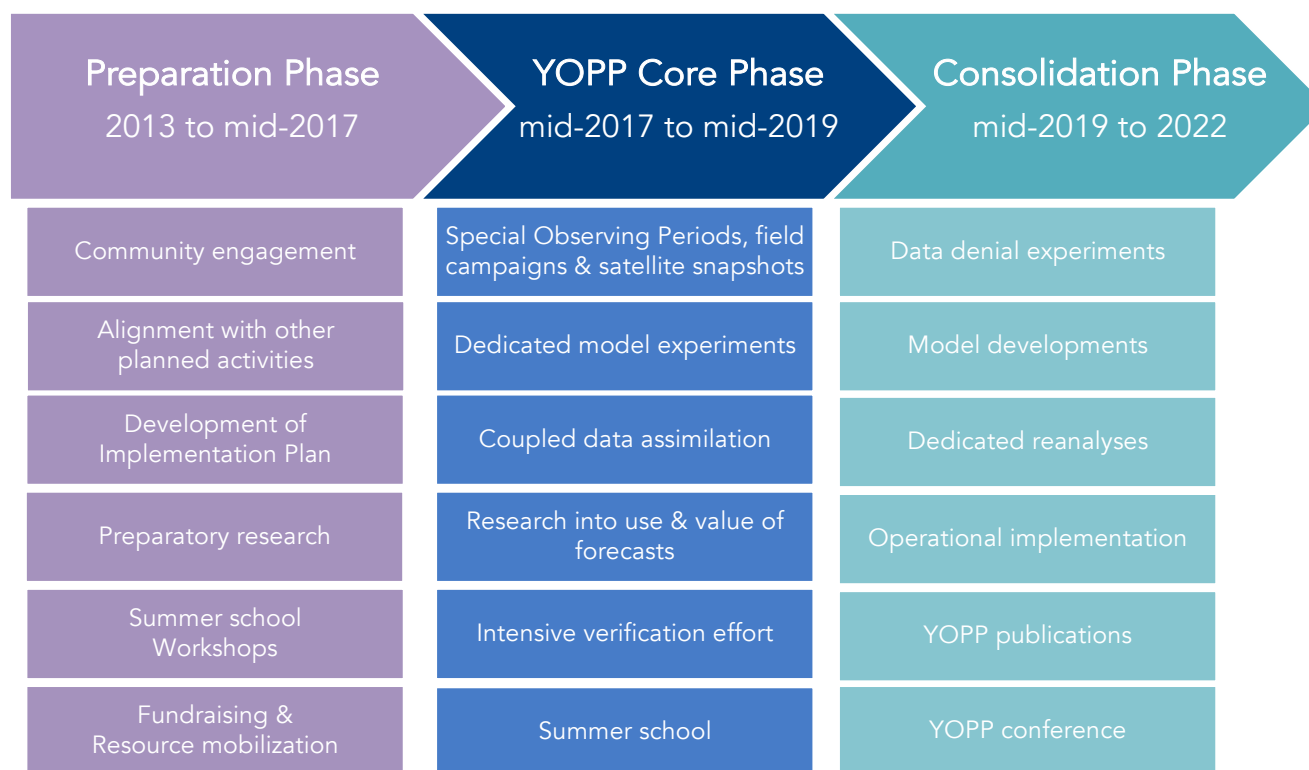 Preparation Phase
2013 to mid-2017
YOPP Core Phase
mid-2017 to mid-2019
Consolidation Phase
mid-2019 to 2022
Community engagement
Alignment with other
planned activities
Development of
Implementation Plan
Preparatory research
Summer school
Workshops
Fundraising &
Resource mobilization
Special Observing Periods, field
campaigns & satellite snapshots
Dedicated model experiments
Coupled data assimilation
Research into use & value of
forecasts
Intensive verification effort
Summer school
Data denial experiments
Model developments
Dedicated reanalyses
Operational implementation
YOPP publications
YOPP conference